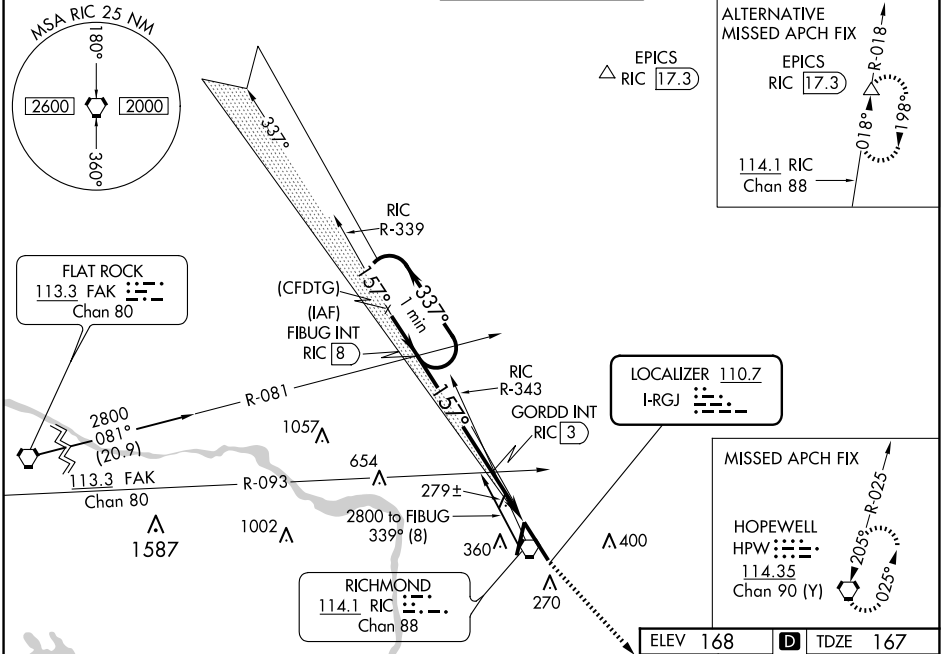 MSA RIC 25 NM
180°
2600
2000
360°
EPICS
RIC 17.3
ALTERNATIVE
MISSED APCH FIX
EPICS
RIC 17.3
R-018
018°
198°
114.1 RIC
Chan 88
337°
RIC
R-339
157°
337°
1 min
(CFDTG)
(IAF)
FIBUG INT
RIC 8
FLAT ROCK
113.3 FAK
Chan 80
RIC
R-343
157°
GORDD INT
RIC 3
LOCALIZER 110.7
I-RGJ
R-081
2800
081°
(20.9)
1057
654
113.3 FAK
Chan 80
R-093
279±
2800 to FIBUG
339° (8)
1587
1002
360
400
270
RICHMOND
114.1 RIC
Chan 88
MISSED APCH FIX
R-025
HOPEWELL
HPW
114.35
Chan 90 (Y)
205°
025°
ELEV 168 D TDZE 167